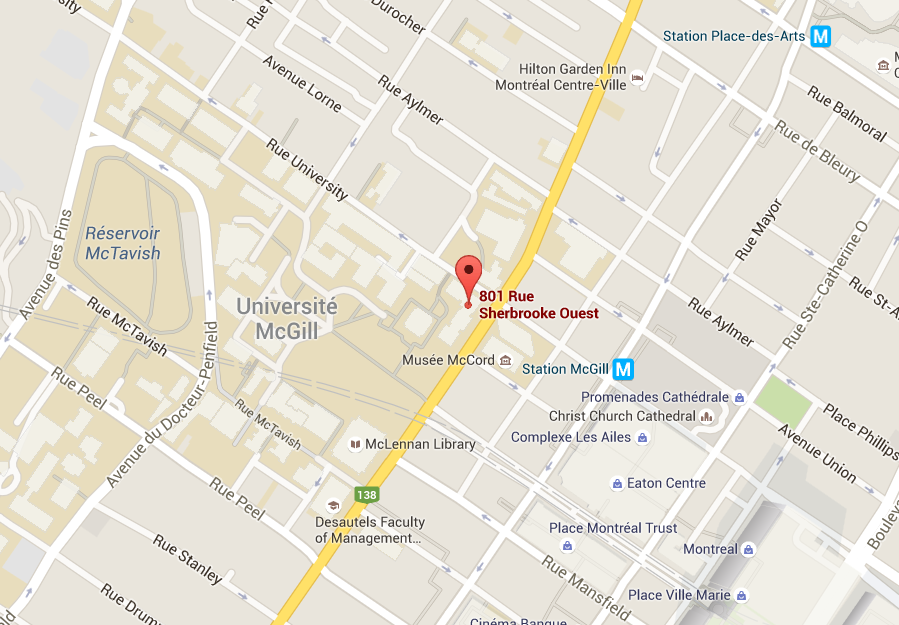 sity
Rue
Durocher
Station Place-des-Arts M
Hilton Garden Inn
Montréal Centre-Ville
Avenue Lorne
Rue Aylmer
Rue Balmoral
Rue de Bleury
Rue University
Réservoir
McTavish
Avenue des Pins
Rue Mayor
Rue Ste-Catherine O
Rue St-A
Université
McGill
801 Rue
Sherbrooke Ouest
Rue McTavish
Rue Aylmer
Musée McCord
Station McGill M
Rue Peel
Avenue du Docteur-Penfield
Promenades Cathédrale
Christ Church Cathedral
Rue McTavish
Complexe Les Ailes
McLennan Library
Place Phillips
Avenue Union
Eaton Centre
Rue Peel
138
Desautels Faculty
of Management...
Place Montréal Trust
Montreal
Boulev
Rue Stanley
Rue Mansfield
Place Ville Marie
Rue Drum
Cinéma Banque